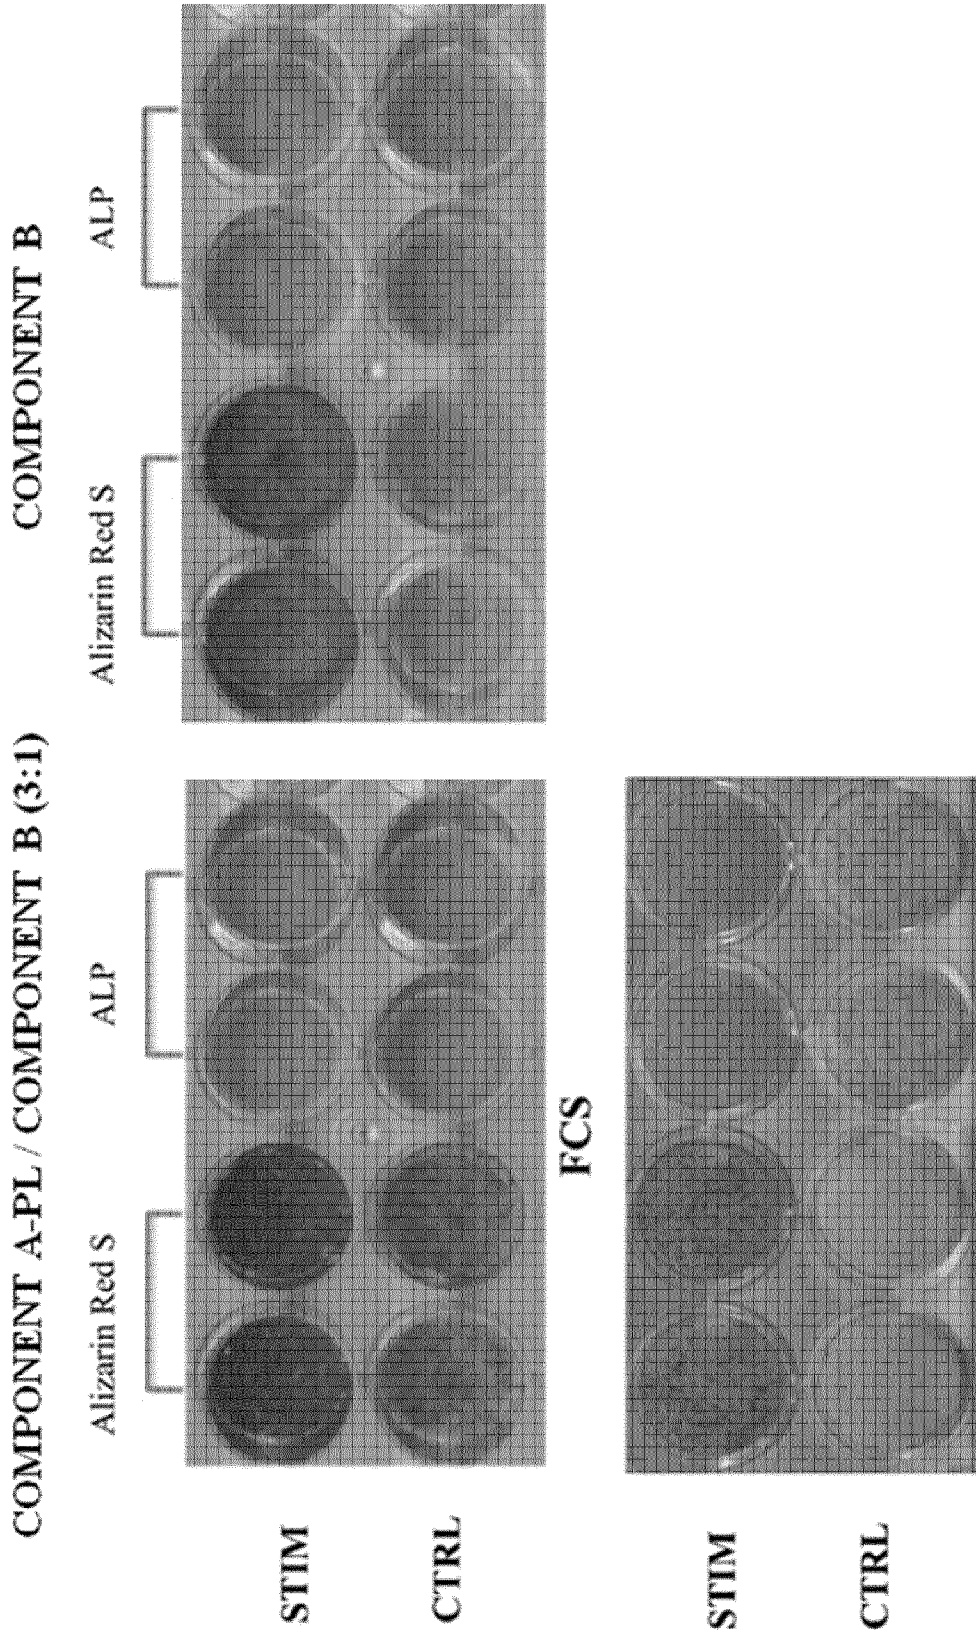 COMPONENT A-PL / COMPONENT B (3:1)
COMPONENT B
Alizarin Red S
ALP
Alizarin Red S
ALP
STIM
CTRL
FCS
STIM
CTRL